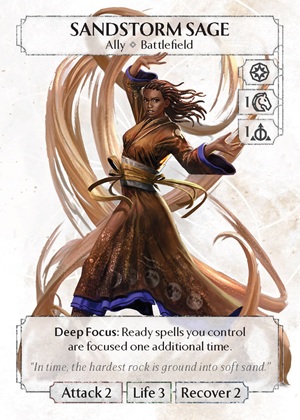 SANDSTORM SAGE
Ally ◇ Battlefield
1
1
Deep Focus: Ready spells you control
are focused one additional time.
"In time, the hardest rock is ground into soft sand."
Attack 2 Life 3 Recover 2